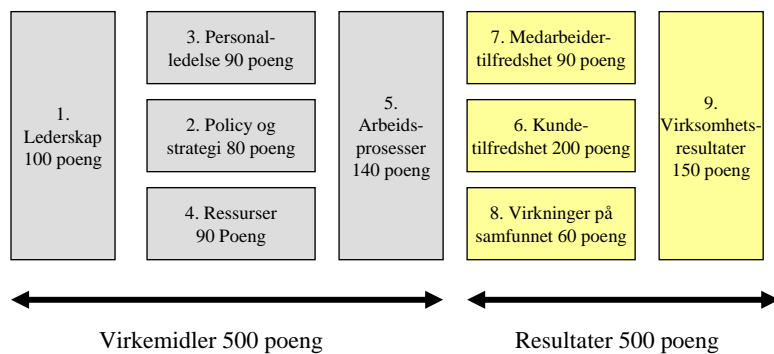 1.
Lederskap
100 poeng
3. Personal-
ledelse 90 poeng
2. Policy og
strategi 80 poeng
4. Ressurser
90 Poeng
5.
Arbeids-
prosesser
140 poeng
7. Medarbeider-
tilfredshet 90 poeng
6. Kunde-
tilfredshet 200 poeng
8. Virkninger på
samfunnet 60 poeng
9.
Virksomhets-
resultater
150 poeng
Virkemidler 500 poeng
Resultater 500 poeng